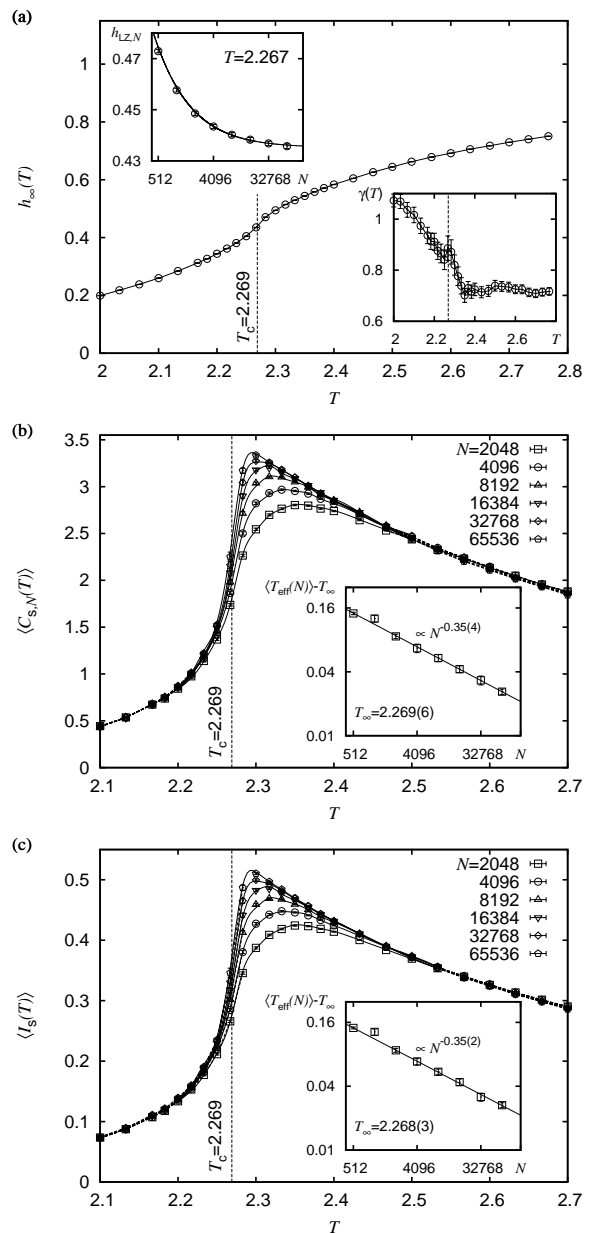 (a)
h∞(T)
1
0.8
0.6
0.4
0.2
0
2 2.1 2.2 2.3 2.4 2.5 2.6 2.7 2.8
T
Tc=2.269
hLZ,N
0.47
0.45
0.43
512 4096 32768 N
T=2.267
γ(T)
1
0.8
0.6
2 2.2 2.4 2.6 T
(b)
⟨Cs,N(T)⟩
3.5
3
2.5
2
1.5
1
0.5
0
2.1 2.2 2.3 2.4 2.5 2.6 2.7
T
Tc=2.269
N=2048
4096
8192
16384
32768
65536
⟨Teff(N)⟩-T∞
0.16
0.04
0.01
512 4096 32768 N
∝ N-0.35(4)
T∞=2.269(6)
(c)
⟨Is(T)⟩
0.5
0.4
0.3
0.2
0.1
0
2.1 2.2 2.3 2.4 2.5 2.6 2.7
T
Tc=2.269
N=2048
4096
8192
16384
32768
65536
⟨Teff(N)⟩-T∞
0.16
0.04
0.01
512 4096 32768 N
∝ N-0.35(2)
T∞=2.268(3)